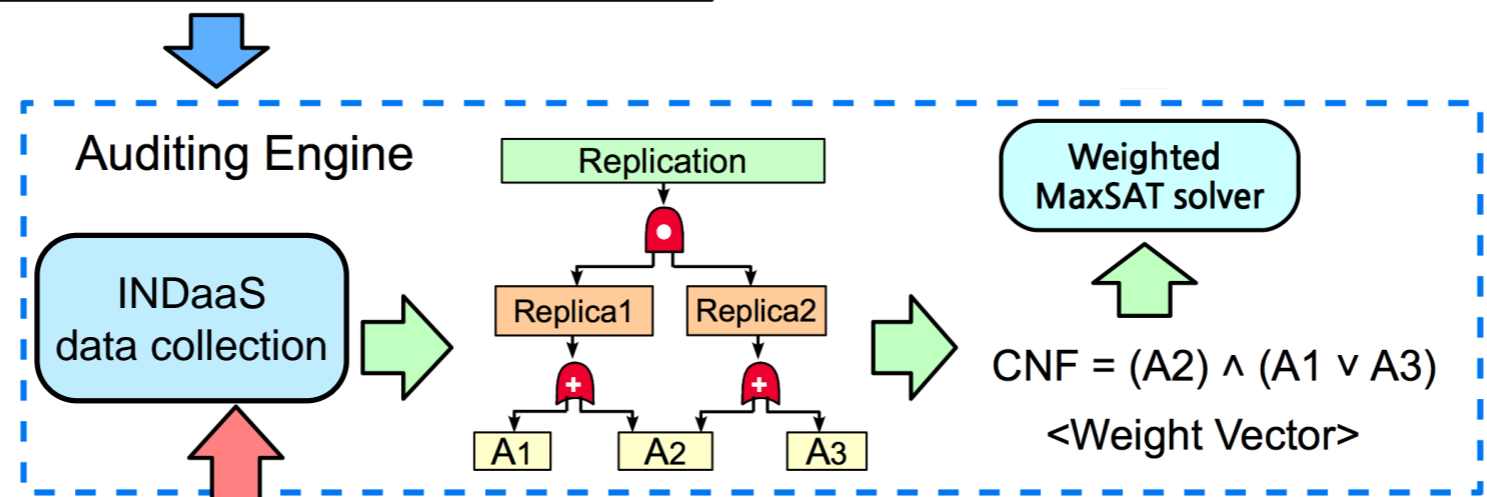 Auditing Engine
Replication
Weighted
MaxSAT solver
INDaaS
data collection
Replica1
Replica2
+
+
CNF = (A2) ∧ (A1 ∨ A3)
<Weight Vector>
A1
A2
A3